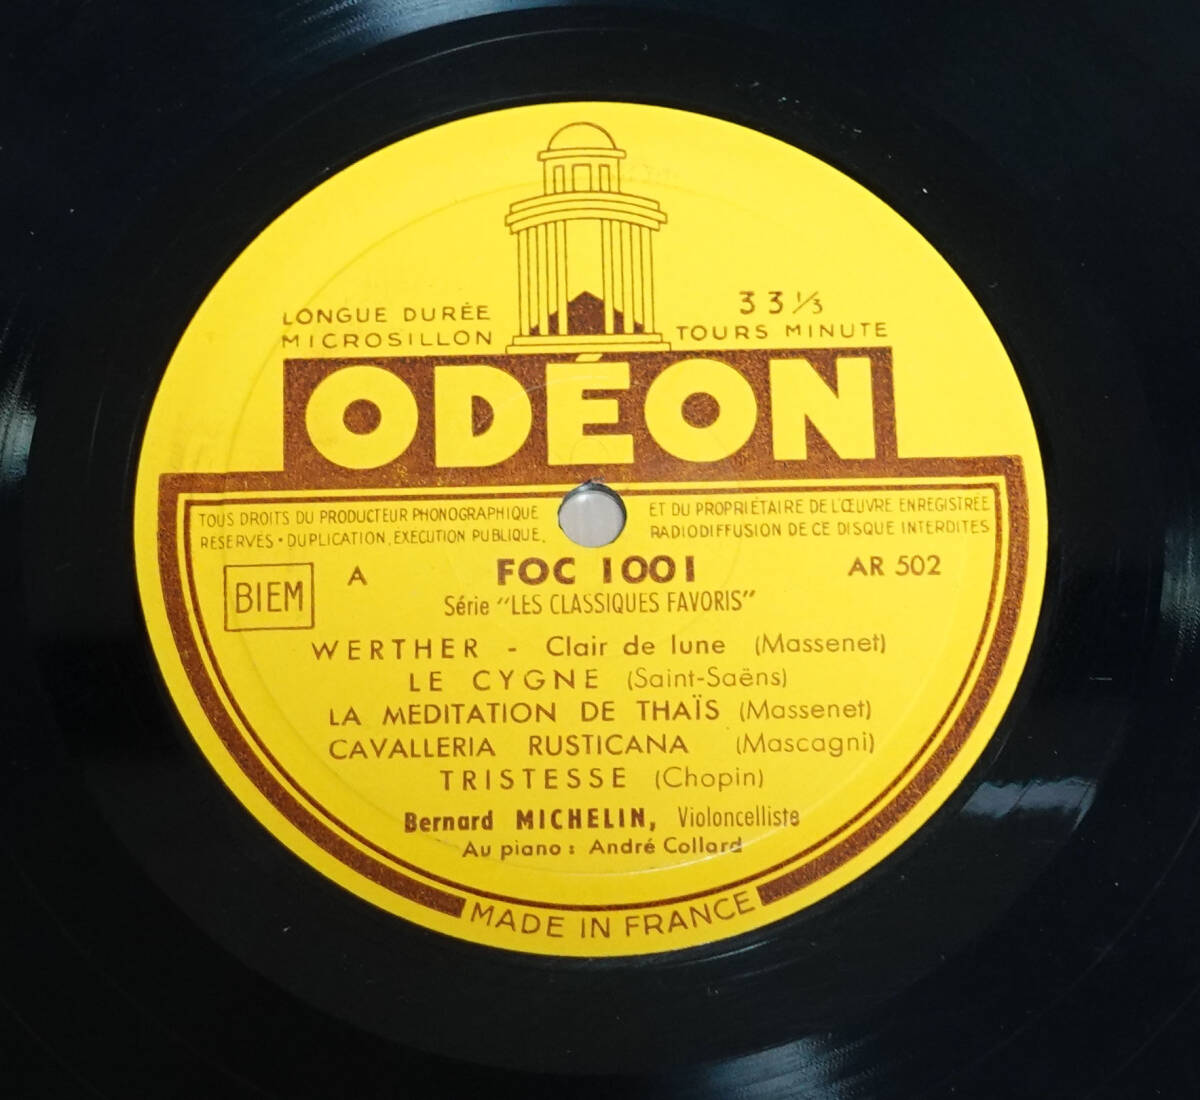 LONGUE DURÉE
MICROSILLON
33⅓
TOURS MINUTE
ODÉON
TOUS DROITS DU PRODUCTEUR PHONOGRAPHIQUE ET DU PROPRIÉTAIRE DE L'ŒUVRE ENREGISTRÉE
RESERVÉS • DUPLICATION, EXECUTION PUBLIQUE, RADIODIFFUSION DE CE DISQUE INTERDITES
BIEM
A
FOC 1001
AR 502
Série "LES CLASSIQUES FAVORIS"
WERTHER - Clair de lune (Massenet)
LE CYGNE (Saint-Saëns)
LA MEDITATION DE THAÏS (Massenet)
CAVALLERIA RUSTICANA (Mascagni)
TRISTESSE (Chopin)
Bernard MICHELIN, Violoncelliste
Au piano : André Collard
MADE IN FRANCE